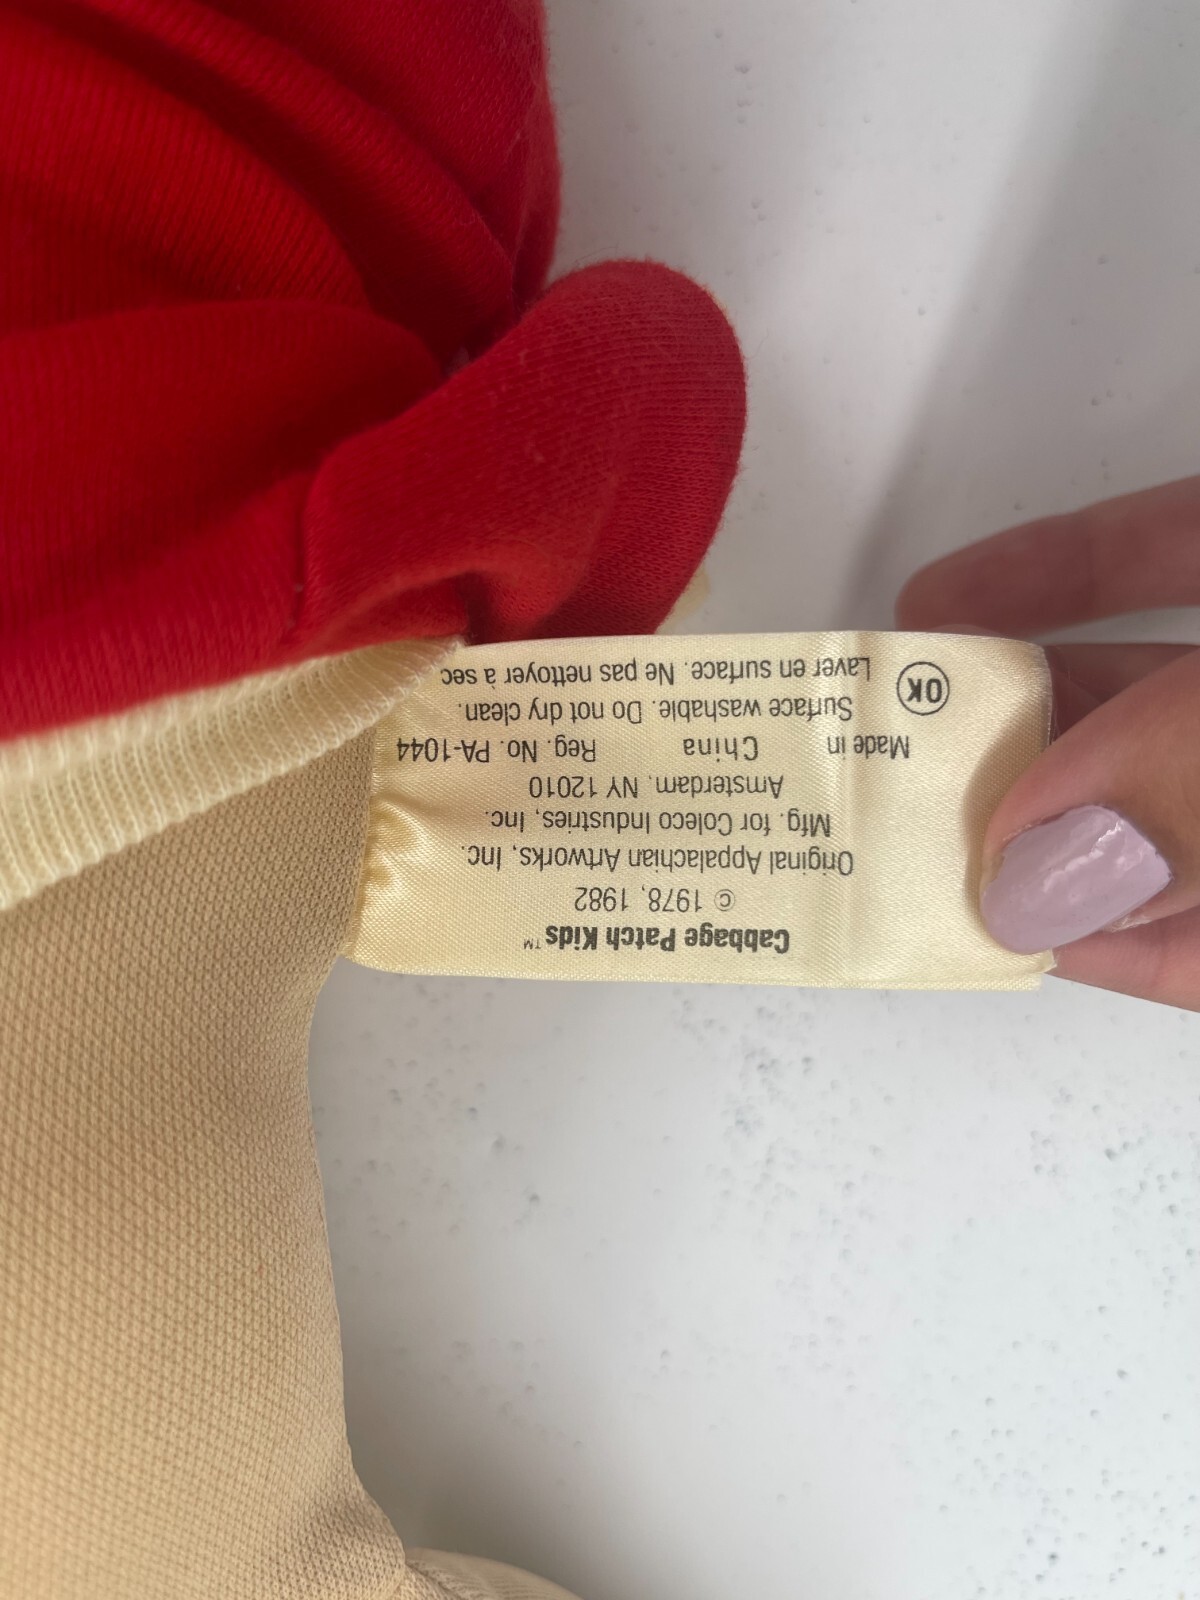 Cabbage Patch Kids™
© 1978, 1982
Original Appalachian Artworks, Inc.
Mfg. for Coleco Industries, Inc.
Amsterdam, NY 12010
Made in China Reg. No. PA-1044
Surface washable. Do not dry clean.
Laver en surface. Ne pas nettoyer à sec
OK